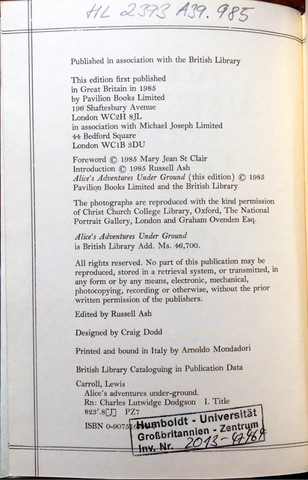 HL 2393 A39.985
Published in association with the British Library
This edition first published
in Great Britain in 1985
by Pavilion Books Limited
196 Shaftesbury Avenue
London WC2H 8JL
in association with Michael Joseph Limited
44 Bedford Square
London WC1B 3DU
Foreword © 1985 Mary Jean St Clair
Introduction © 1985 Russell Ash
Alice's Adventures Under Ground (this edition) © 1985
Pavilion Books Limited and the British Library
The photographs are reproduced with the kind permission
of Christ Church College Library, Oxford, The National
Portrait Gallery, London and Graham Ovenden Esq.
Alice's Adventures Under Ground
is British Library Add. Ms. 46,700.
All rights reserved. No part of this publication may be
reproduced, stored in a retrieval system, or transmitted, in
any form or by any means, electronic, mechanical,
photocopying, recording or otherwise, without the prior
written permission of the publishers.
Edited by Russell Ash
Designed by Craig Dodd
Printed and bound in Italy by Arnoldo Mondadori
British Library Cataloguing in Publication Data
Carroll, Lewis
Alice's adventures under-ground.
Rn: Charles Lutwidge Dodgson I. Title
823'.8[J] PZ7
ISBN
Humboldt - Universität
Großbritannien - Zentrum
Inv. Nr.